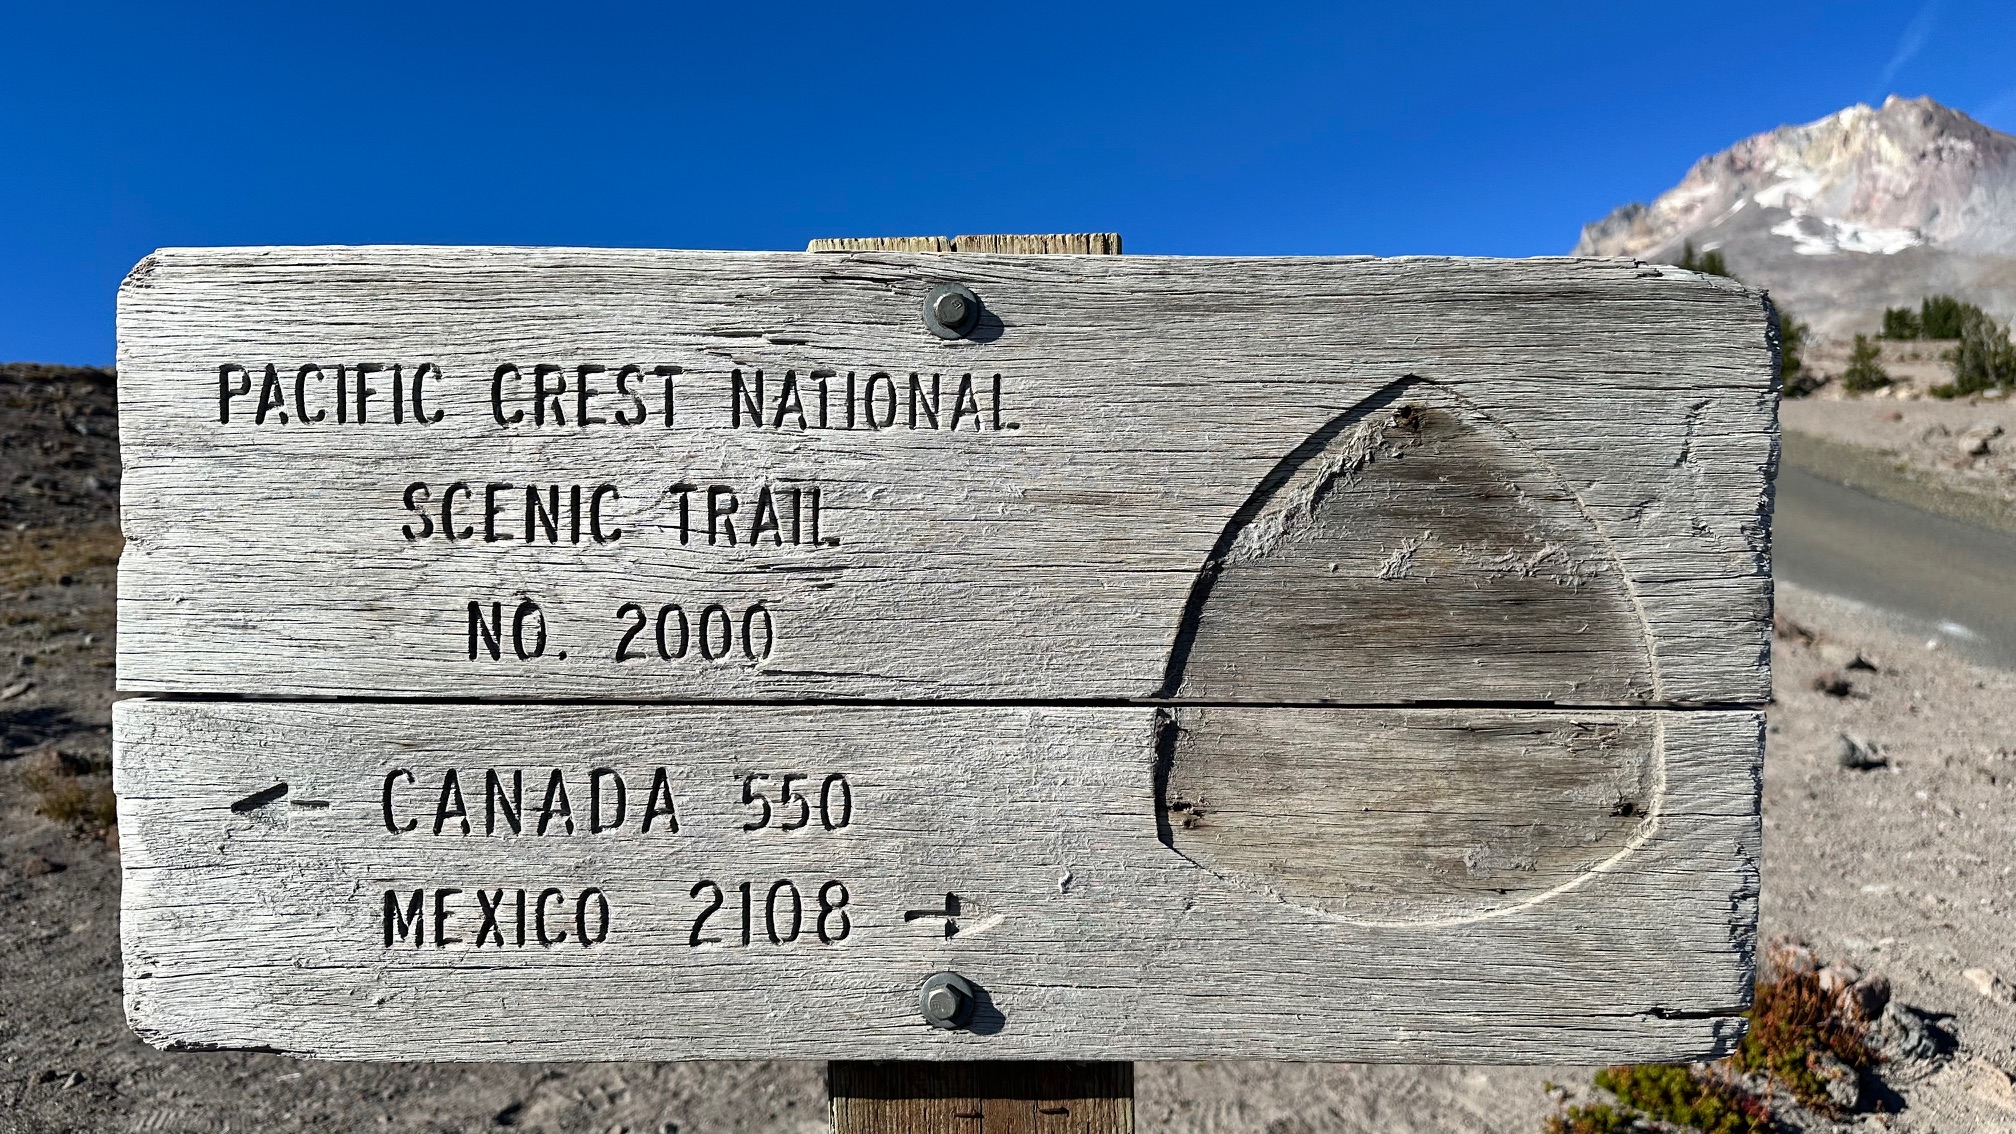 PACIFIC CREST NATIONAL
SCENIC TRAIL
NO. 2000
← CANADA 550
MEXICO 2108 →